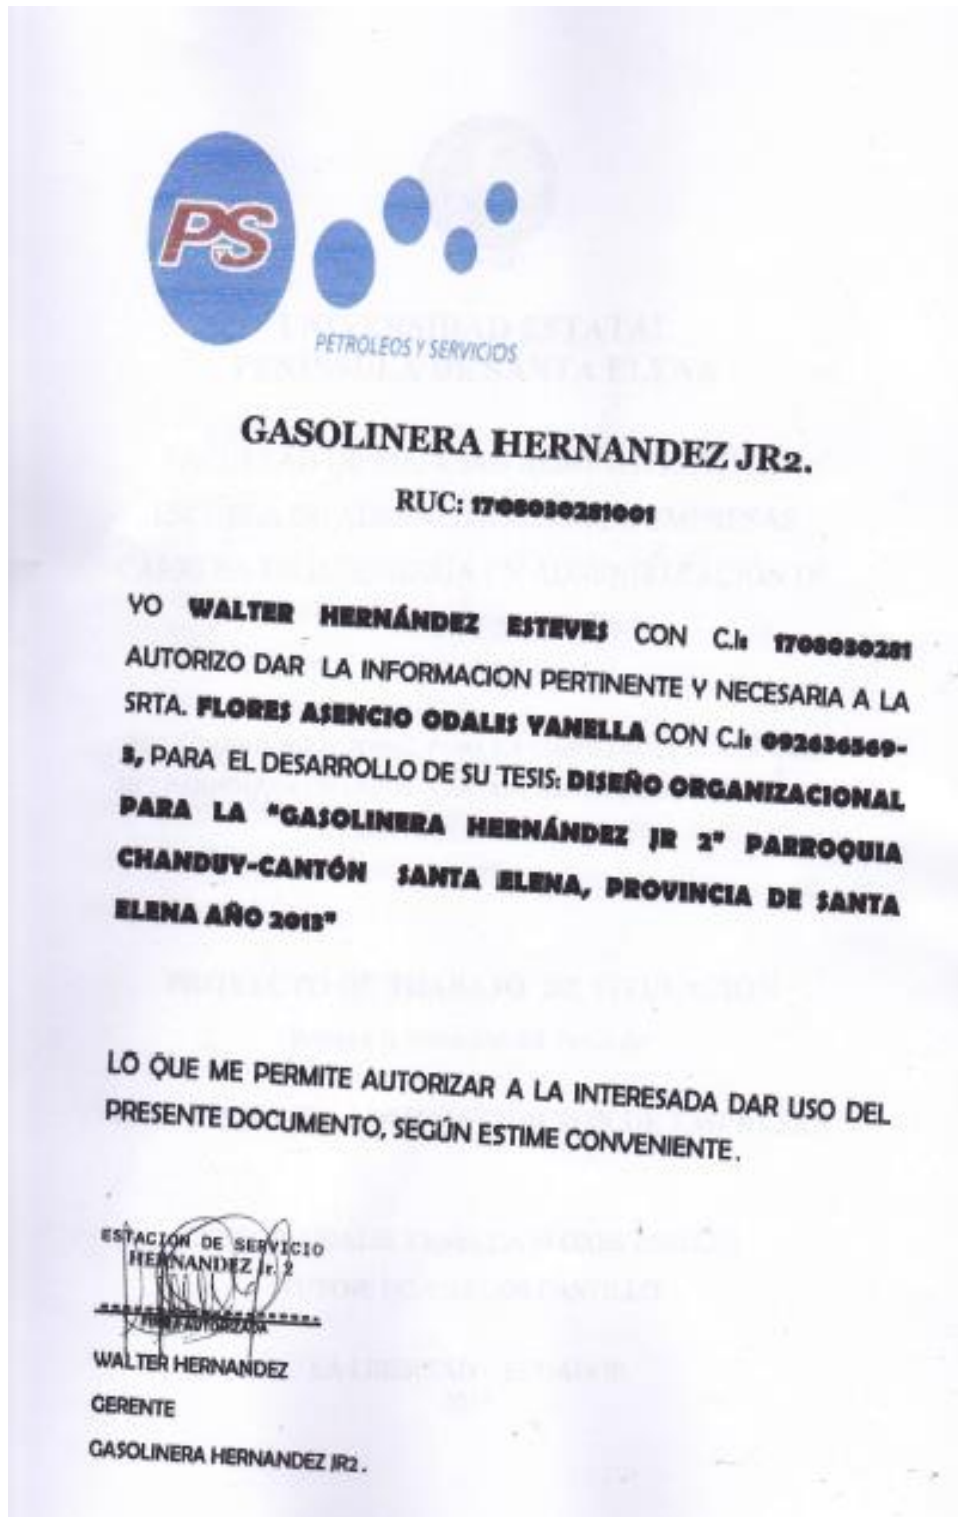 PyS
PETROLEOS Y SERVICIOS
GASOLINERA HERNANDEZ JR2.
RUC: 1708030281001
YO WALTER HERNÁNDEZ ESTEVES CON C.I: 1708030281
AUTORIZO DAR LA INFORMACION PERTINENTE Y NECESARIA A LA
SRTA. FLORES ASENCIO ODALIS YANELLA CON C.I: 092636569-
PARA EL DESARROLLO DE SU TESIS: DISEÑO ORGANIZACIONAL
PARA LA "GASOLINERA HERNÁNDEZ JR 2" PARROQUIA
CHANDUY-CANTÓN SANTA ELENA, PROVINCIA DE SANTA
ELENA AÑO 2013"
LO QUE ME PERMITE AUTORIZAR A LA INTERESADA DAR USO DEL
PRESENTE DOCUMENTO, SEGÚN ESTIME CONVENIENTE.
ESTACION DE SERVICIO
HERNANDEZ Jr. 2
FIRMA AUTORIZADA
WALTER HERNANDEZ
GERENTE
GASOLINERA HERNANDEZ JR2.